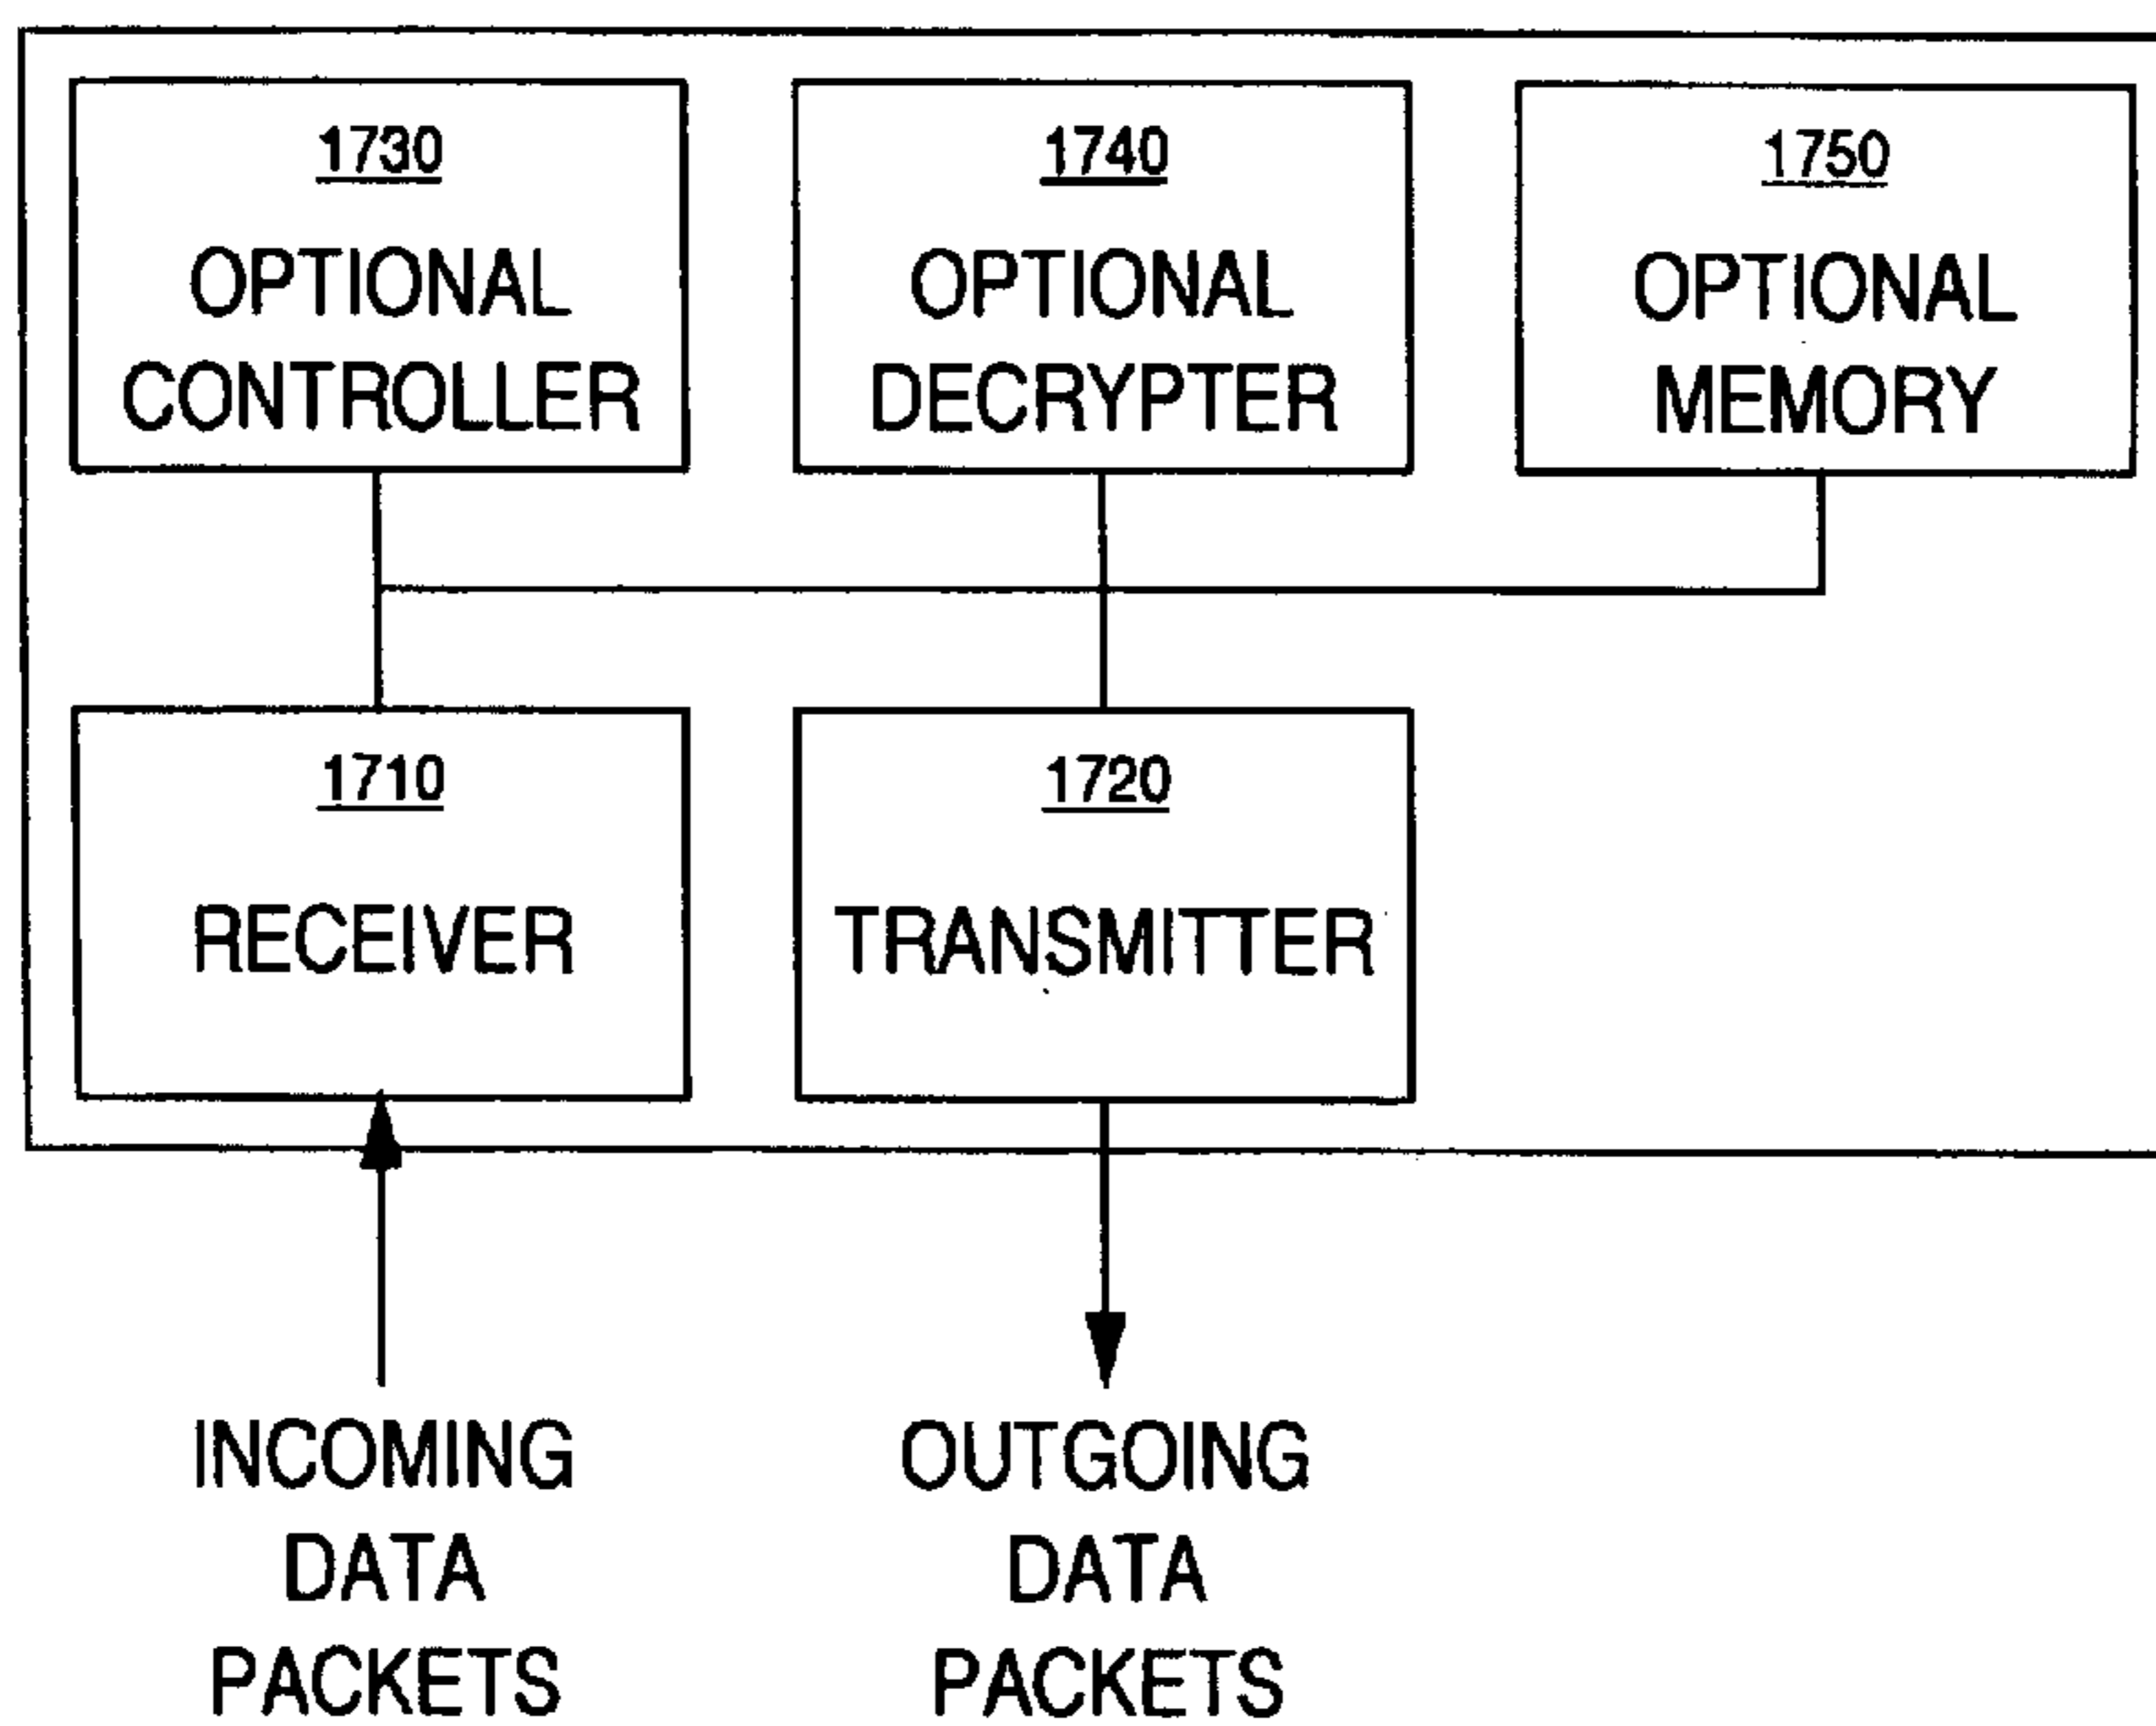 1730
OPTIONAL
CONTROLLER
1740
OPTIONAL
DECRYPTER
1750
OPTIONAL
MEMORY
1710
RECEIVER
1720
TRANSMITTER
INCOMING
DATA
PACKETS
OUTGOING
DATA
PACKETS